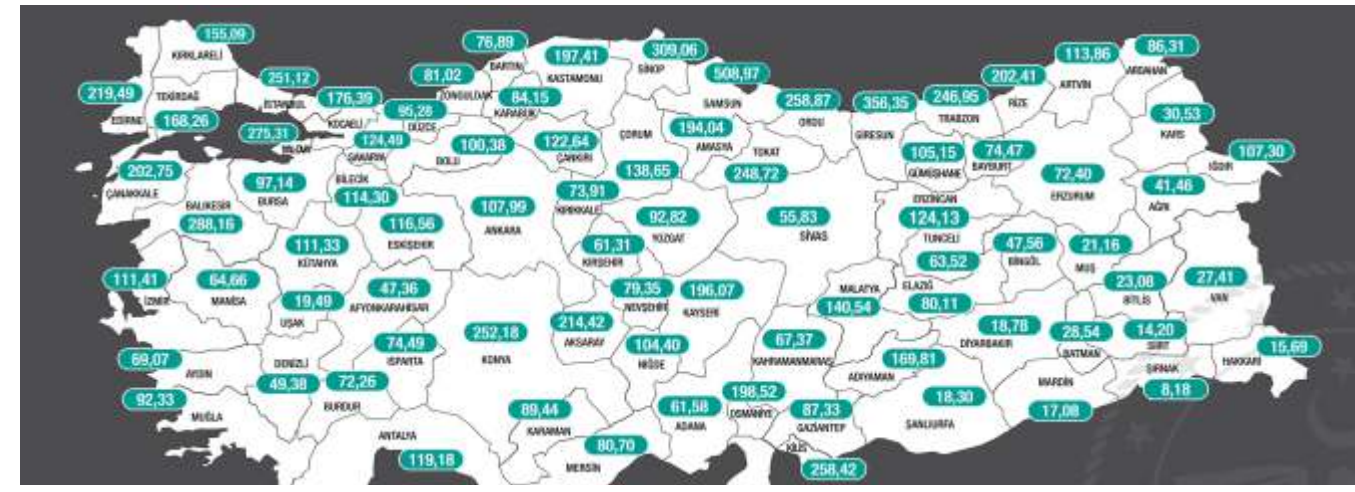 155,09
KIRKLARELİ
219,49
EDİRNE
TEKİRDAĞ
168,26
251,12
İSTANBUL
275,31
YALOVA
176,39
KOCAELİ
124,49
SAKARYA
95,28
DÜZCE
81,02
ZONGULDAK
76,89
BARTIN
84,15
KARABÜK
197,41
KASTAMONU
309,06
SİNOP
508,97
SAMSUN
258,87
ORDU
356,35
GİRESUN
246,95
TRABZON
202,41
RİZE
113,86
ARTVİN
86,31
ARDAHAN
30,53
KARS
107,30
IĞDIR
41,46
AĞRI
72,40
ERZURUM
74,47
BAYBURT
105,15
GÜMÜŞHANE
ERZİNCAN
124,13
TUNCELİ
63,52
47,56
BİNGÖL
21,16
MUŞ
23,08
BİTLİS
27,41
VAN
15,69
HAKKARİ
ŞIRNAK
8,18
14,20
SİİRT
28,54
BATMAN
MARDİN
17,08
18,78
DİYARBAKIR
ELAZIĞ
80,11
MALATYA
140,54
169,81
ADIYAMAN
18,30
ŞANLIURFA
87,33
GAZİANTEP
KİLİS
258,42
198,52
OSMANİYE
67,37
KAHRAMANMARAŞ
61,58
ADANA
80,70
MERSİN
89,44
KARAMAN
104,40
NİĞDE
79,35
NEVŞEHİR
196,07
KAYSERİ
55,83
SİVAS
248,72
TOKAT
194,04
AMASYA
ÇORUM
138,65
122,64
ÇANKIRI
100,38
BOLU
73,91
KIRIKKALE
92,82
YOZGAT
61,31
KIRŞEHİR
107,99
ANKARA
214,42
AKSARAY
252,18
KONYA
116,56
ESKİŞEHİR
BİLECİK
114,30
97,14
BURSA
202,75
ÇANAKKALE
BALIKESİR
288,16
111,33
KÜTAHYA
47,36
AFYONKARAHİSAR
19,49
UŞAK
64,66
MANİSA
111,41
İZMİR
69,07
AYDIN
DENİZLİ
49,38
92,33
MUĞLA
72,26
BURDUR
74,49
ISPARTA
ANTALYA
119,18